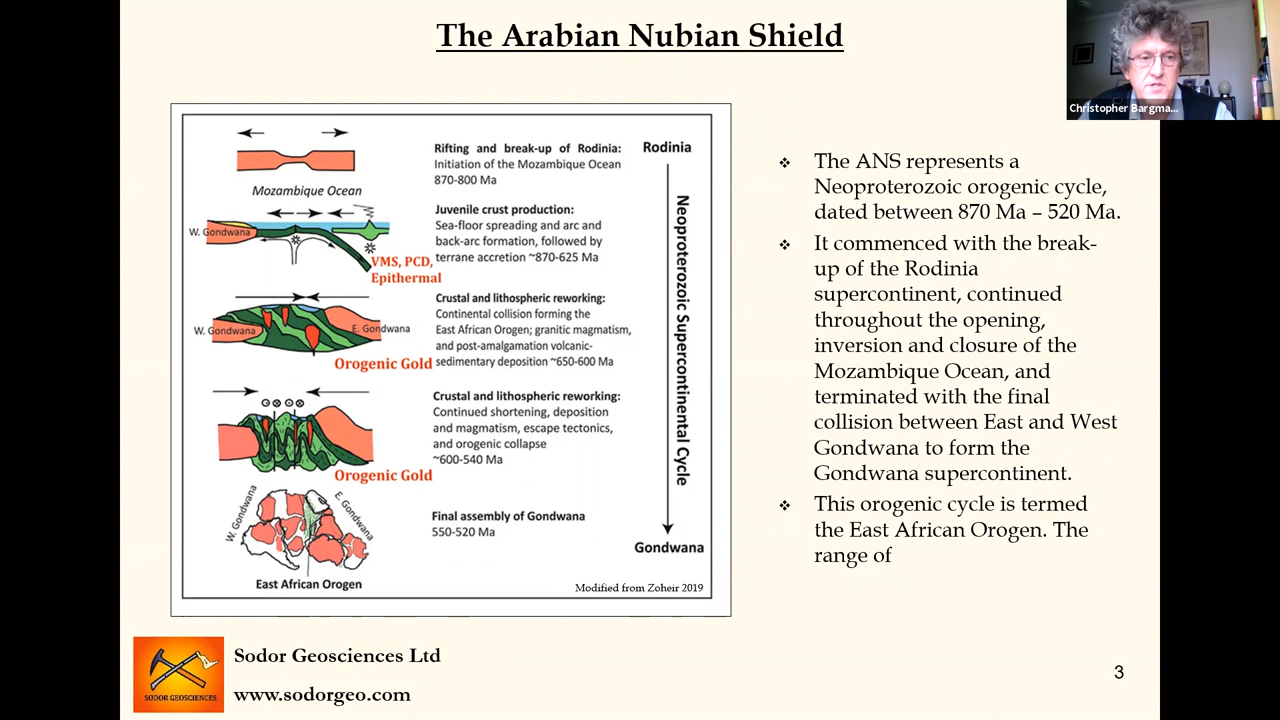 The Arabian Nubian Shield
Christopher Bargma...
Rifting and break-up of Rodinia:
Initiation of the Mozambique Ocean
870-800 Ma
Rodinia
Mozambique Ocean
Juvenile crust production:
Sea-floor spreading and arc and
back-arc formation, followed by
terrane accretion ~870-625 Ma
W. Gondwana
VMS, PCD,
Epithermal
Crustal and lithospheric reworking:
Continental collision forming the
East African Orogen; granitic magmatism,
and post-amalgamation volcanic-
sedimentary deposition ~650-600 Ma
W. Gondwana
E. Gondwana
Orogenic Gold
Crustal and lithospheric reworking:
Continued shortening, deposition
and magmatism, escape tectonics,
and orogenic collapse
~600-540 Ma
Orogenic Gold
W. Gondwana
E. Gondwana
Final assembly of Gondwana
550-520 Ma
East African Orogen
Neoproterozoic Supercontinental Cycle
Gondwana
Modified from Zoheir 2019
❖ The ANS represents a
Neoproterozoic orogenic cycle,
dated between 870 Ma – 520 Ma.
❖ It commenced with the break-
up of the Rodinia
supercontinent, continued
throughout the opening,
inversion and closure of the
Mozambique Ocean, and
terminated with the final
collision between East and West
Gondwana to form the
Gondwana supercontinent.
❖ This orogenic cycle is termed
the East African Orogen. The
range of
SODOR GEOSCIENCES
Sodor Geosciences Ltd
www.sodorgeo.com
3